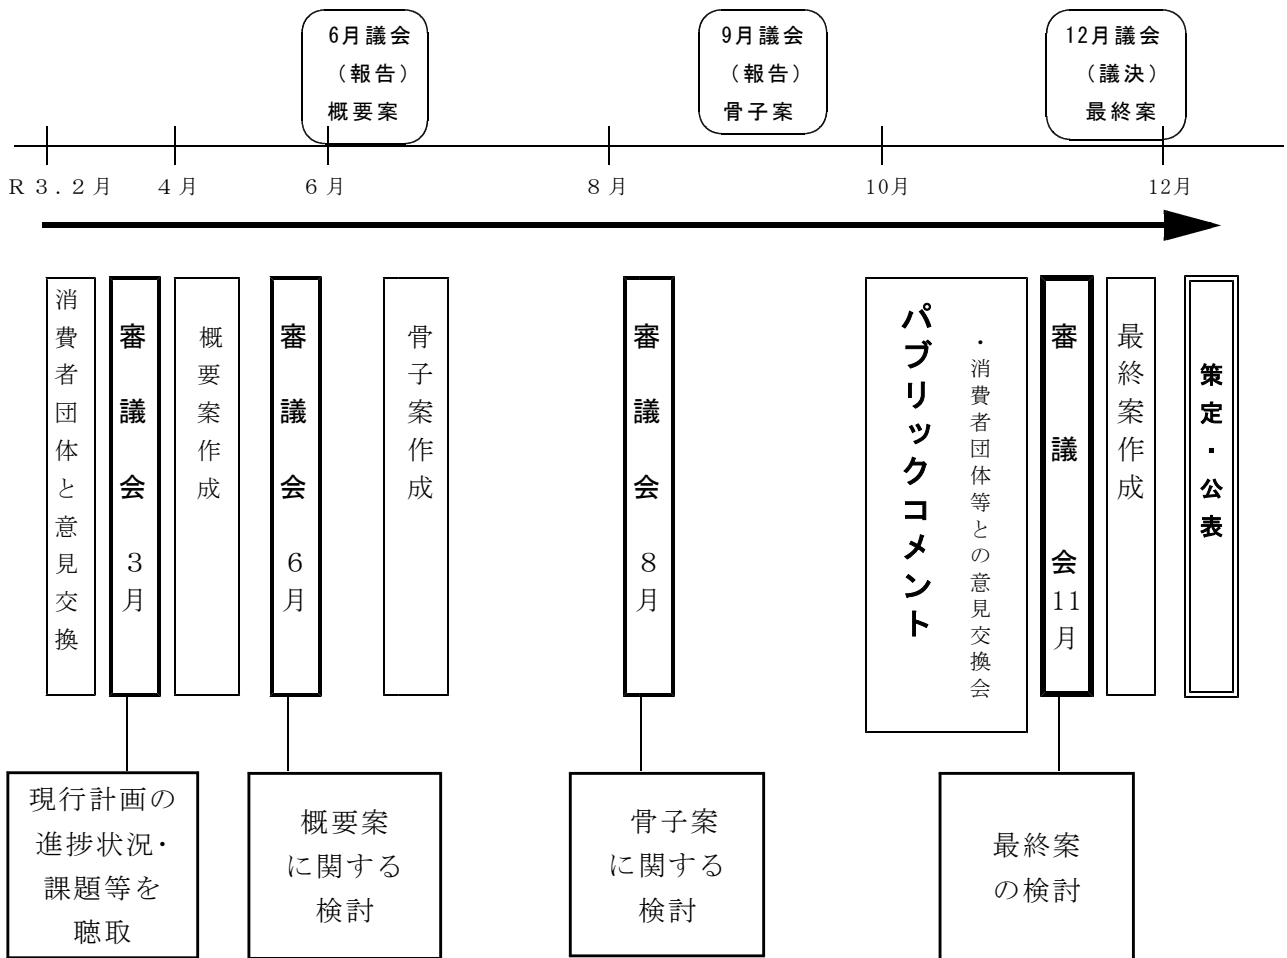 6月議会
（報告）
概要案
9月議会
（報告）
骨子案
12月議会
（議決）
最終案
Ｒ３.２月
４月
６月
８月
10月
12月
消費者団体と意見交換
審議会 ３月
概要案作成
審議会 ６月
骨子案作成
審議会 ８月
パブリックコメント
・消費者団体等との意見交換会
審議会 11月
最終案作成
策定・公表
現行計画の
進捗状況・
課題等を
聴取
概要案
に関する
検討
骨子案
に関する
検討
最終案
の検討